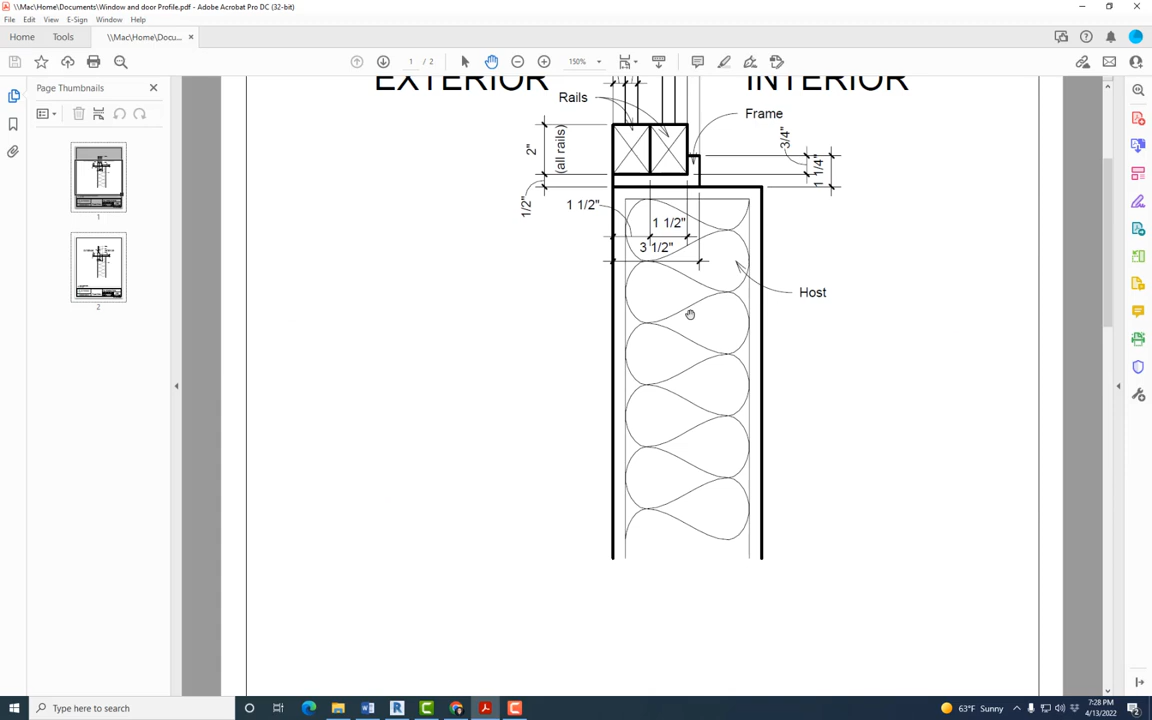 \\Mac\Home\Documents\Window and door Profile.pdf - Adobe Acrobat Pro DC (32-bit)
File Edit View E-Sign Window Help
Home Tools \\Mac\Home\Docu... ×
1 / 2 150%
Page Thumbnails
1
2
EXTERIOR INTERIOR
Rails
Frame
2"
(all rails)
3/4"
1 1/4"
1/2"
1 1/2"
1 1/2"
3 1/2"
Host
Type here to search
63°F Sunny
7:28 PM
4/13/2022
2